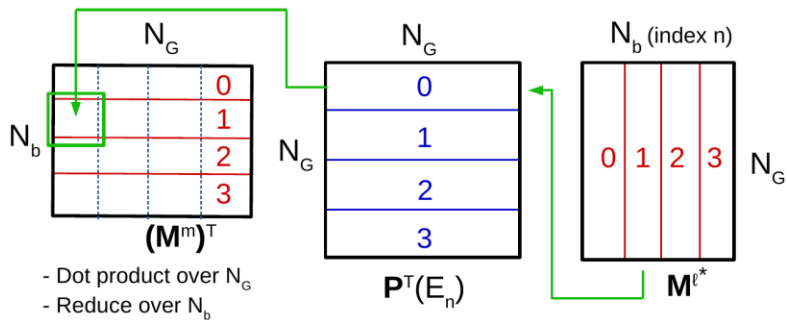 N_G
N_G
N_b (index n)
0
1
2
3
N_b
0
1
2
3
N_G
0 1 2 3
N_G
(M^m)^T
P^T(E_n)
M^ℓ*
- Dot product over N_G
- Reduce over N_b